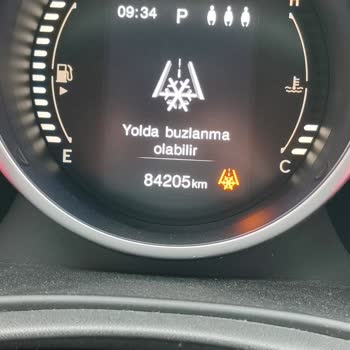 09:34 P
H
Yolda buzlanma
olabilir
E
C
84205km